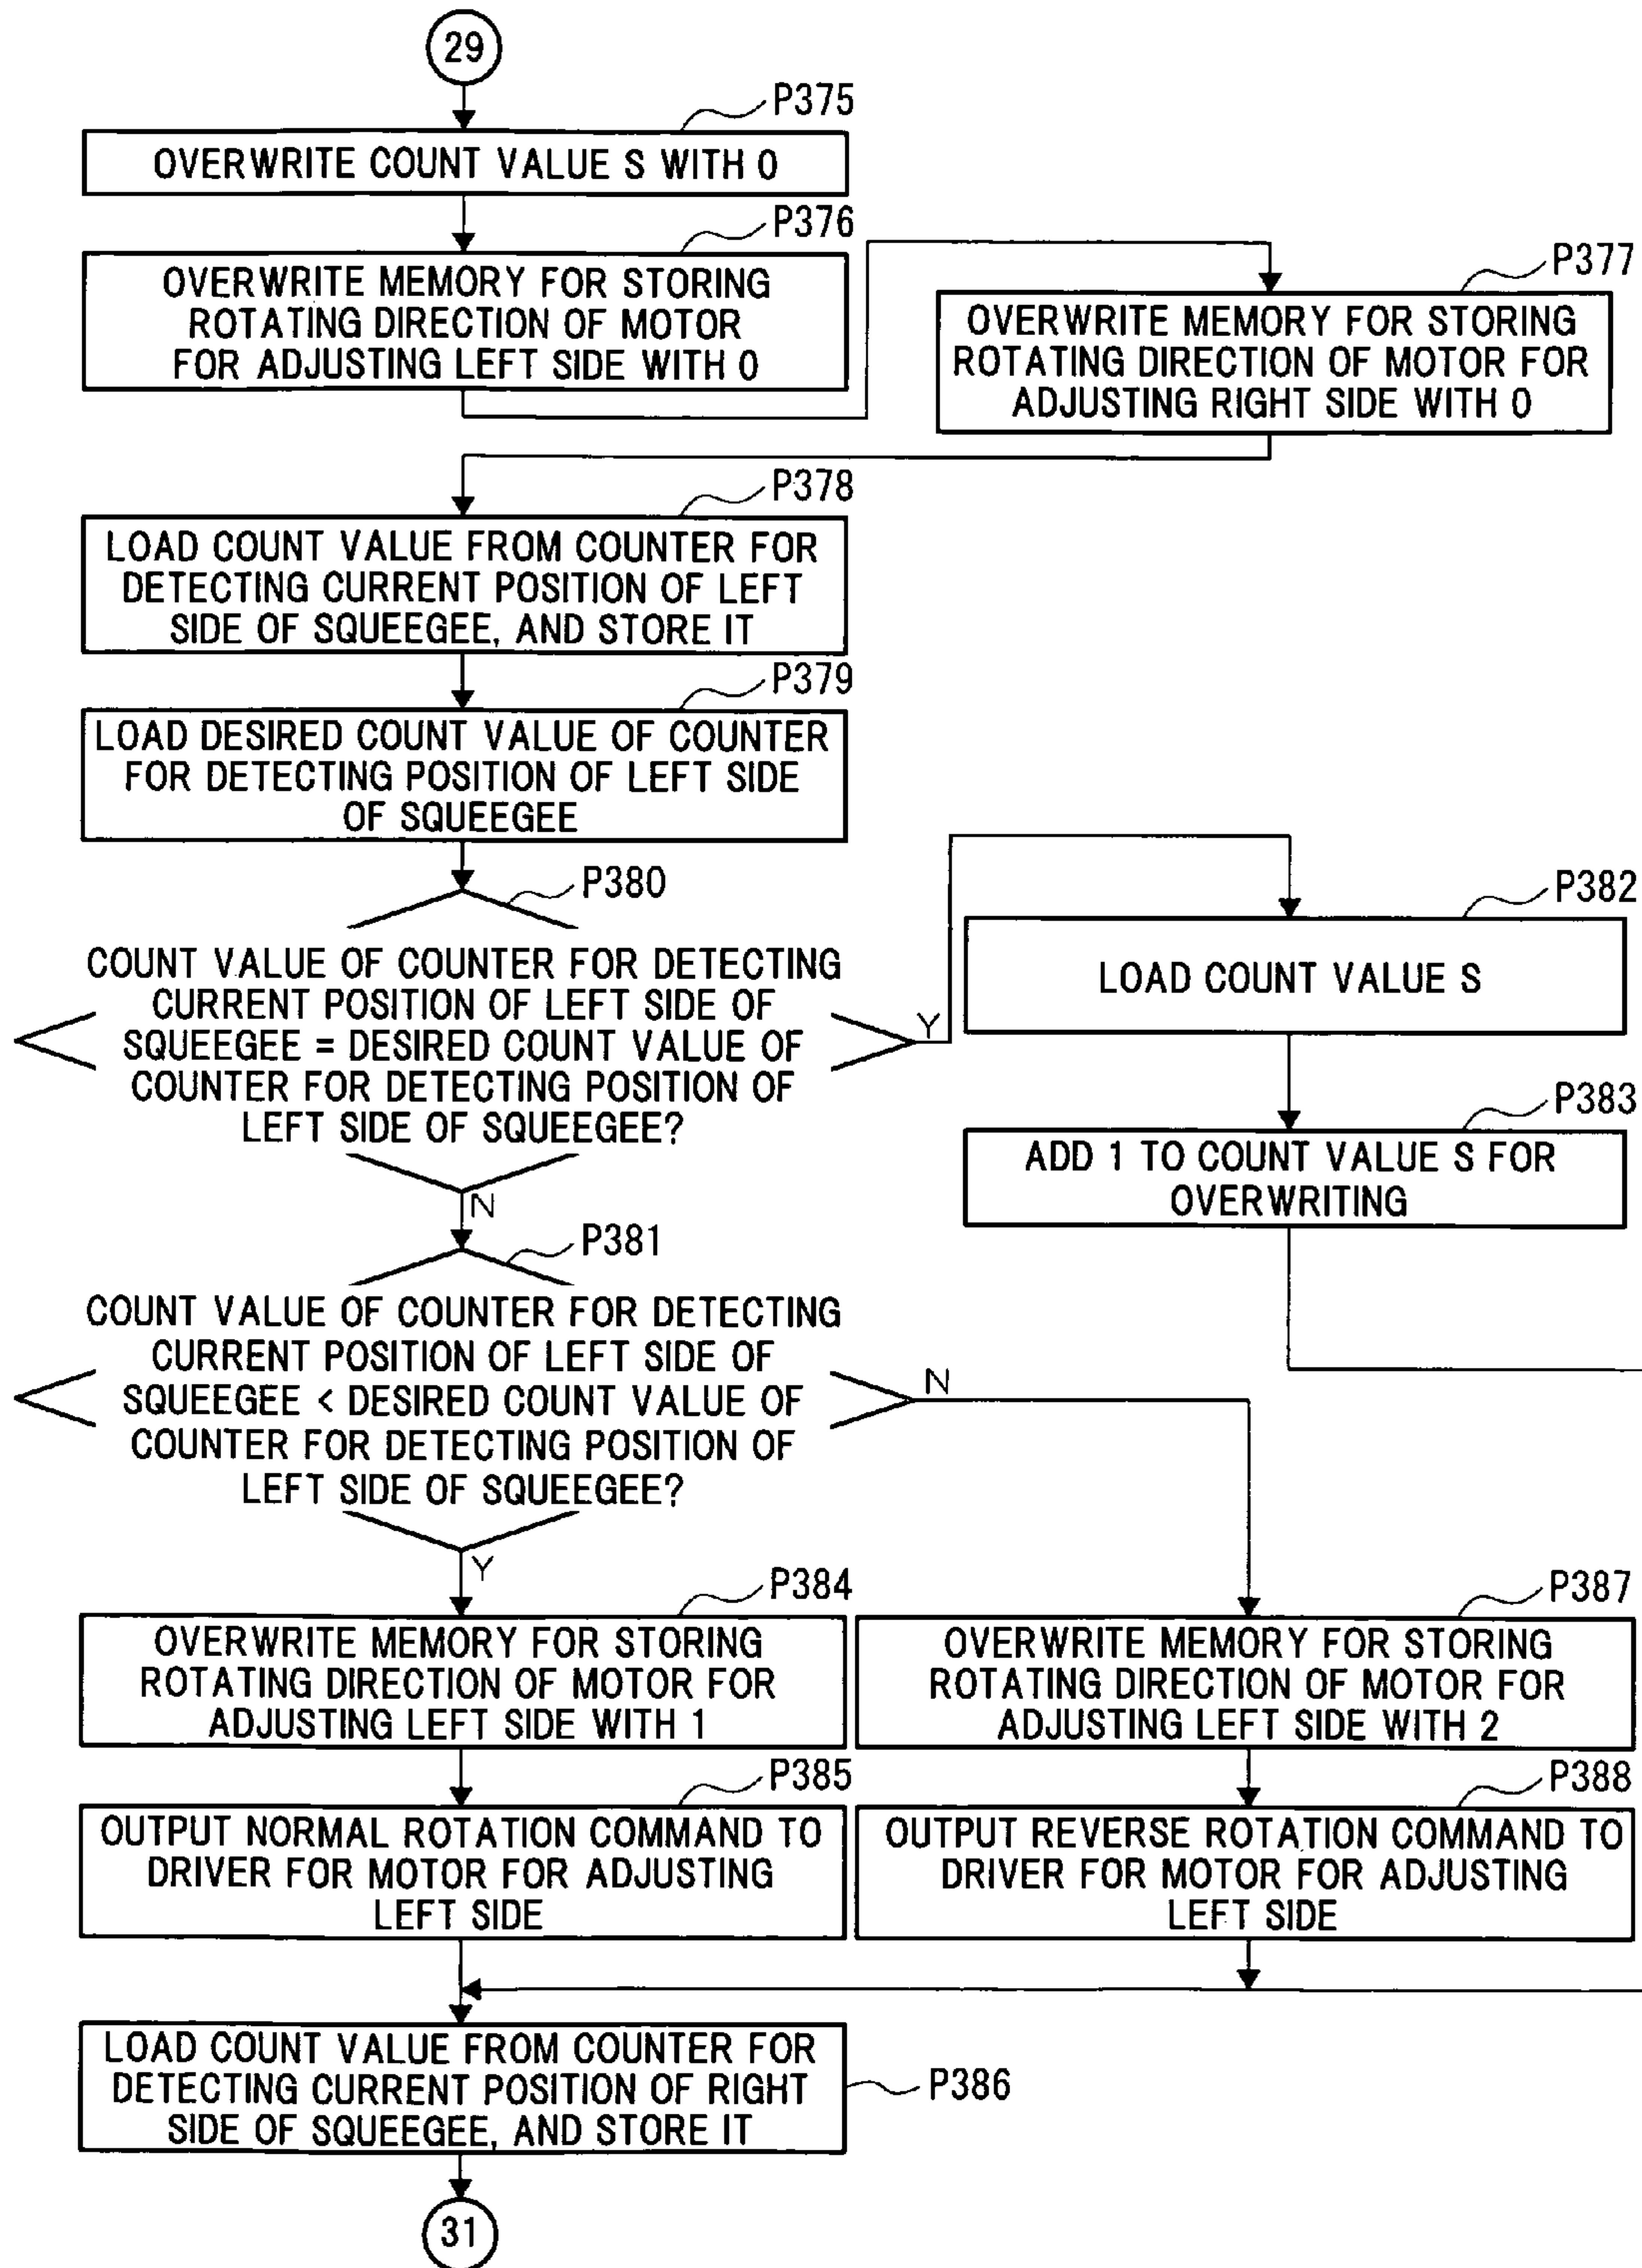 29
P375
OVERWRITE COUNT VALUE S WITH 0
P376
OVERWRITE MEMORY FOR STORING
ROTATING DIRECTION OF MOTOR
FOR ADJUSTING LEFT SIDE WITH 0
P377
OVERWRITE MEMORY FOR STORING
ROTATING DIRECTION OF MOTOR FOR
ADJUSTING RIGHT SIDE WITH 0
P378
LOAD COUNT VALUE FROM COUNTER FOR
DETECTING CURRENT POSITION OF LEFT
SIDE OF SQUEEGEE, AND STORE IT
P379
LOAD DESIRED COUNT VALUE OF COUNTER
FOR DETECTING POSITION OF LEFT SIDE
OF SQUEEGEE
P380
COUNT VALUE OF COUNTER FOR DETECTING
CURRENT POSITION OF LEFT SIDE OF
SQUEEGEE = DESIRED COUNT VALUE OF
COUNTER FOR DETECTING POSITION OF
LEFT SIDE OF SQUEEGEE?
Y
N
P382
LOAD COUNT VALUE S
P383
ADD 1 TO COUNT VALUE S FOR
OVERWRITING
P381
COUNT VALUE OF COUNTER FOR DETECTING
CURRENT POSITION OF LEFT SIDE OF
SQUEEGEE < DESIRED COUNT VALUE OF
COUNTER FOR DETECTING POSITION OF
LEFT SIDE OF SQUEEGEE?
N
Y
P384
OVERWRITE MEMORY FOR STORING
ROTATING DIRECTION OF MOTOR FOR
ADJUSTING LEFT SIDE WITH 1
P387
OVERWRITE MEMORY FOR STORING
ROTATING DIRECTION OF MOTOR FOR
ADJUSTING LEFT SIDE WITH 2
P385
OUTPUT NORMAL ROTATION COMMAND TO
DRIVER FOR MOTOR FOR ADJUSTING
LEFT SIDE
P388
OUTPUT REVERSE ROTATION COMMAND TO
DRIVER FOR MOTOR FOR ADJUSTING
LEFT SIDE
LOAD COUNT VALUE FROM COUNTER FOR
DETECTING CURRENT POSITION OF RIGHT
SIDE OF SQUEEGEE, AND STORE IT
P386
31